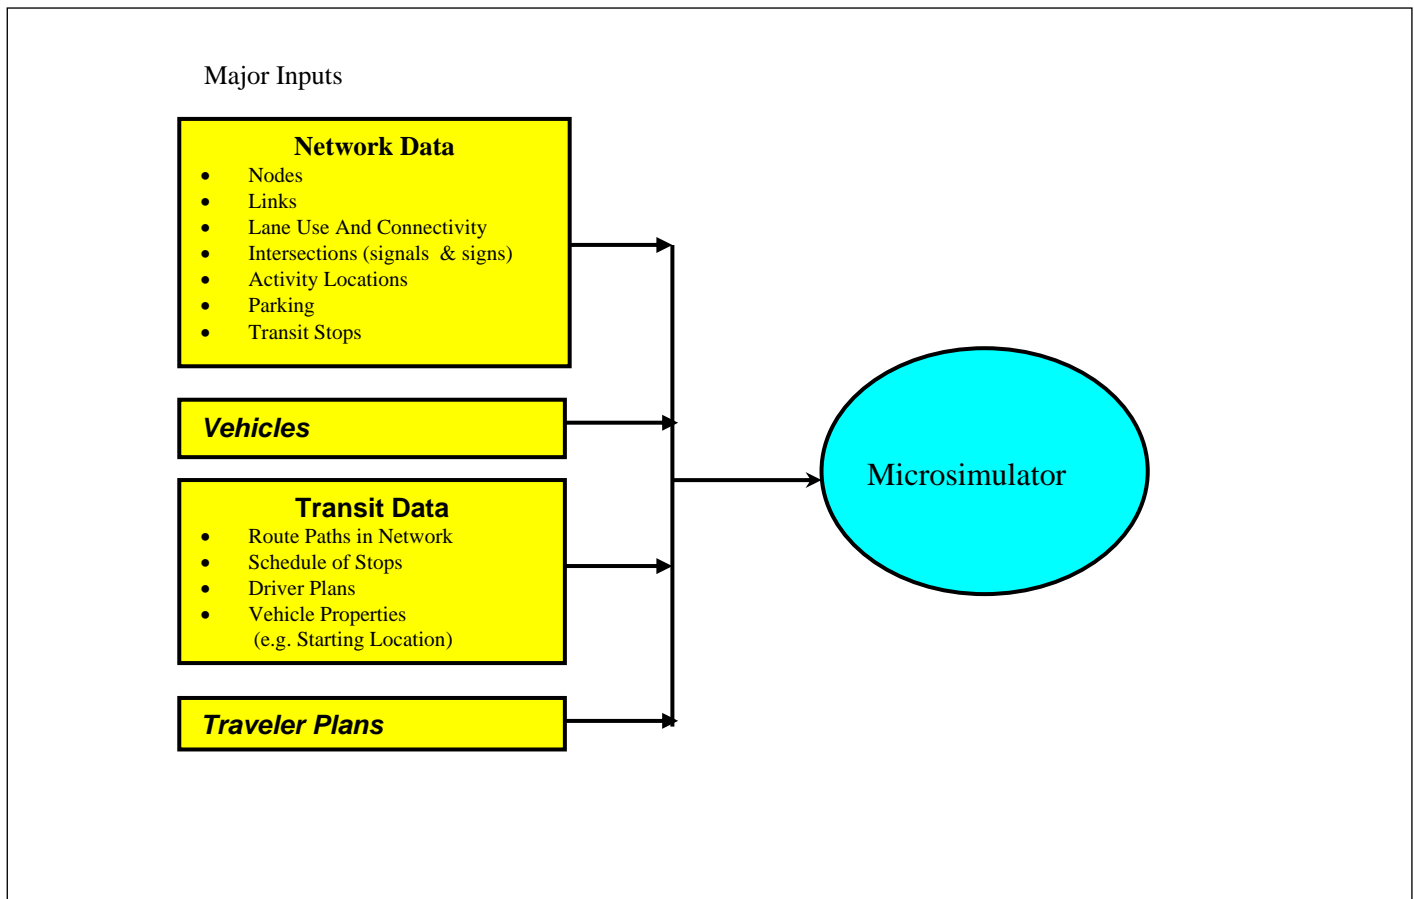 Major Inputs
Network Data
• Nodes
• Links
• Lane Use And Connectivity
• Intersections (signals & signs)
• Activity Locations
• Parking
• Transit Stops
Vehicles
Transit Data
• Route Paths in Network
• Schedule of Stops
• Driver Plans
• Vehicle Properties
(e.g. Starting Location)
Traveler Plans
Microsimulator